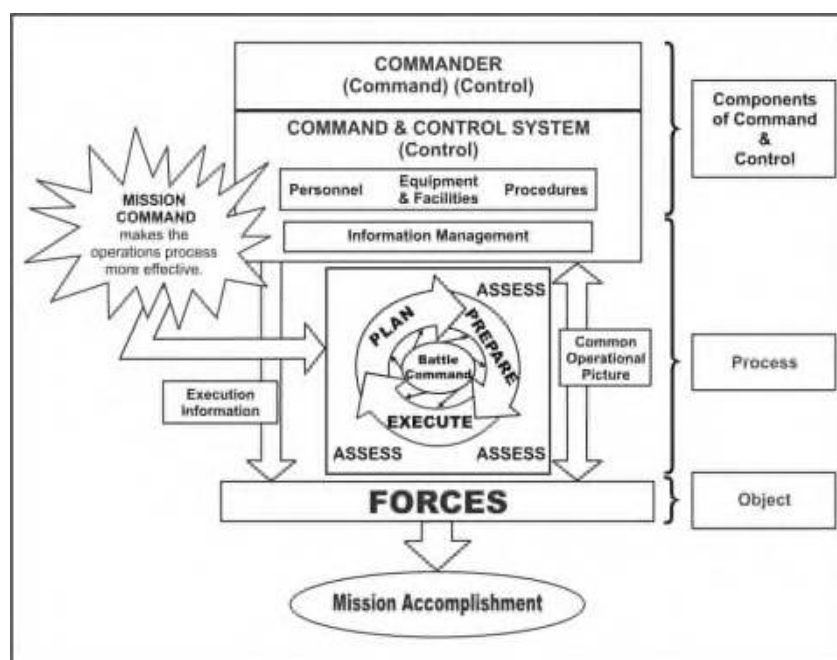 COMMANDER
(Command) (Control)
COMMAND & CONTROL SYSTEM
(Control)
Personnel
Equipment
& Facilities
Procedures
Information Management
Components
of Command
&
Control
MISSION
COMMAND
makes the
operations process
more effective.
ASSESS
PLAN
PREPARE
Battle
Command
EXECUTE
ASSESS
ASSESS
Common
Operational
Picture
Process
Execution
Information
FORCES
Object
Mission Accomplishment